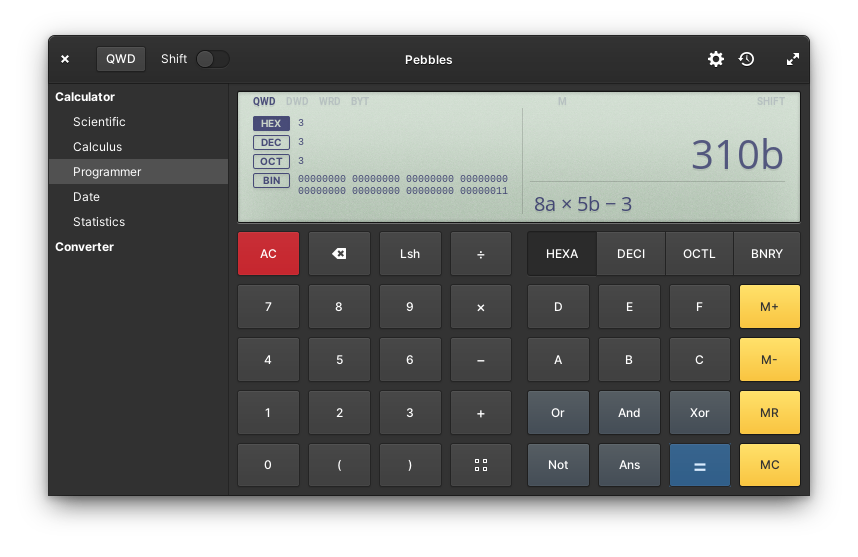 QWD Shift Pebbles
Calculator
Scientific
Calculus
Programmer
Date
Statistics
Converter
QWD DWD WRD BYT M SHIFT
HEX 3
DEC 3
OCT 3
BIN 00000000 00000000 00000000 00000000
00000000 00000000 00000000 00000011
310b
8a × 5b − 3
AC Lsh ÷ HEXA DECI OCTL BNRY
7 8 9 × D E F M+
4 5 6 − A B C M-
1 2 3 + Or And Xor MR
0 ( ) Not Ans = MC